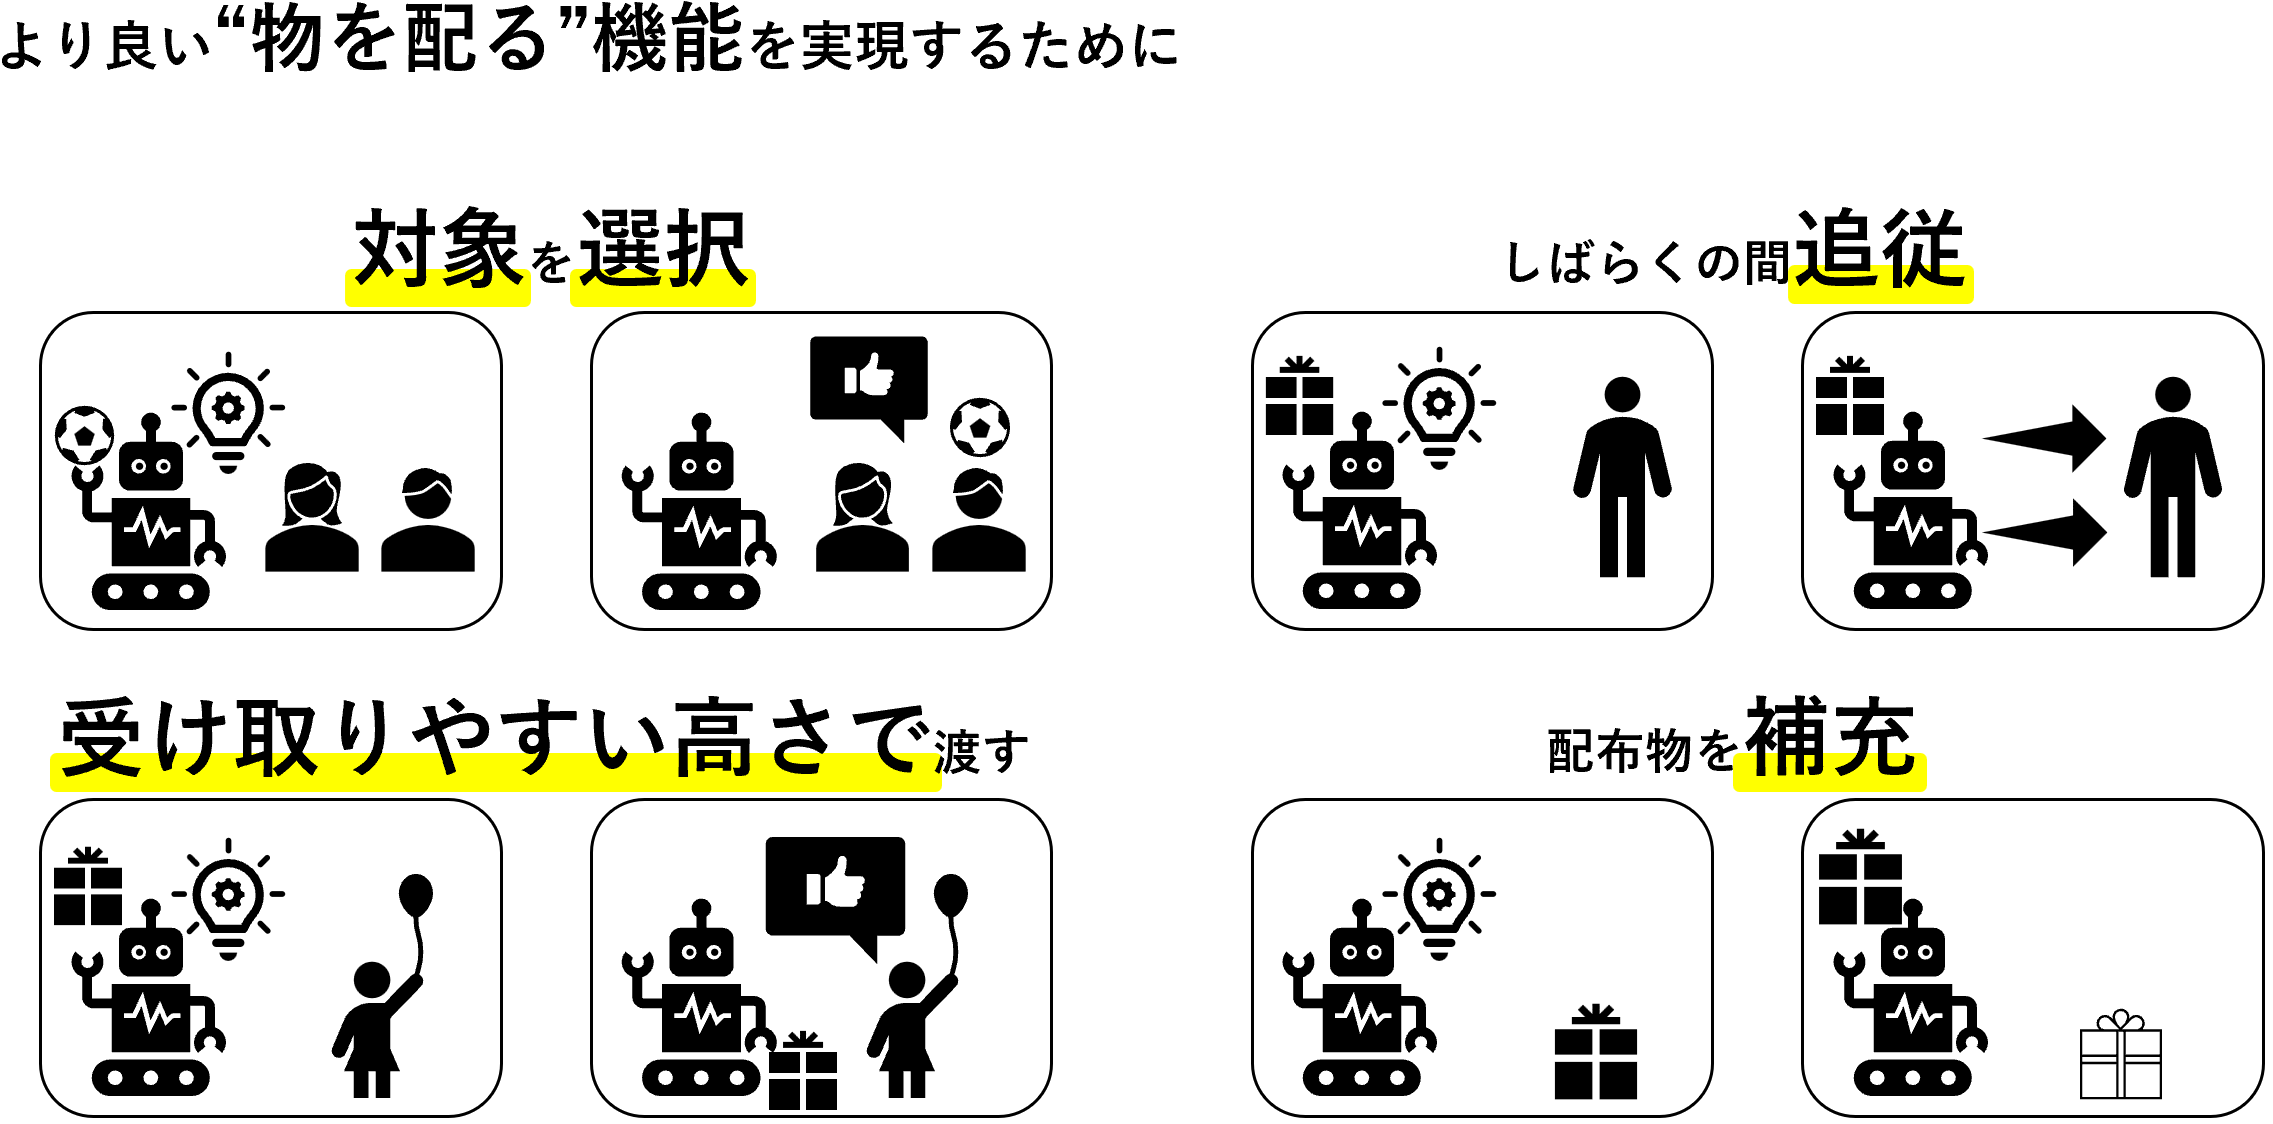 より良い“物を配る”機能を実現するために
対象を選択
しばらくの間追従
受け取りやすい高さで渡す
配布物を補充